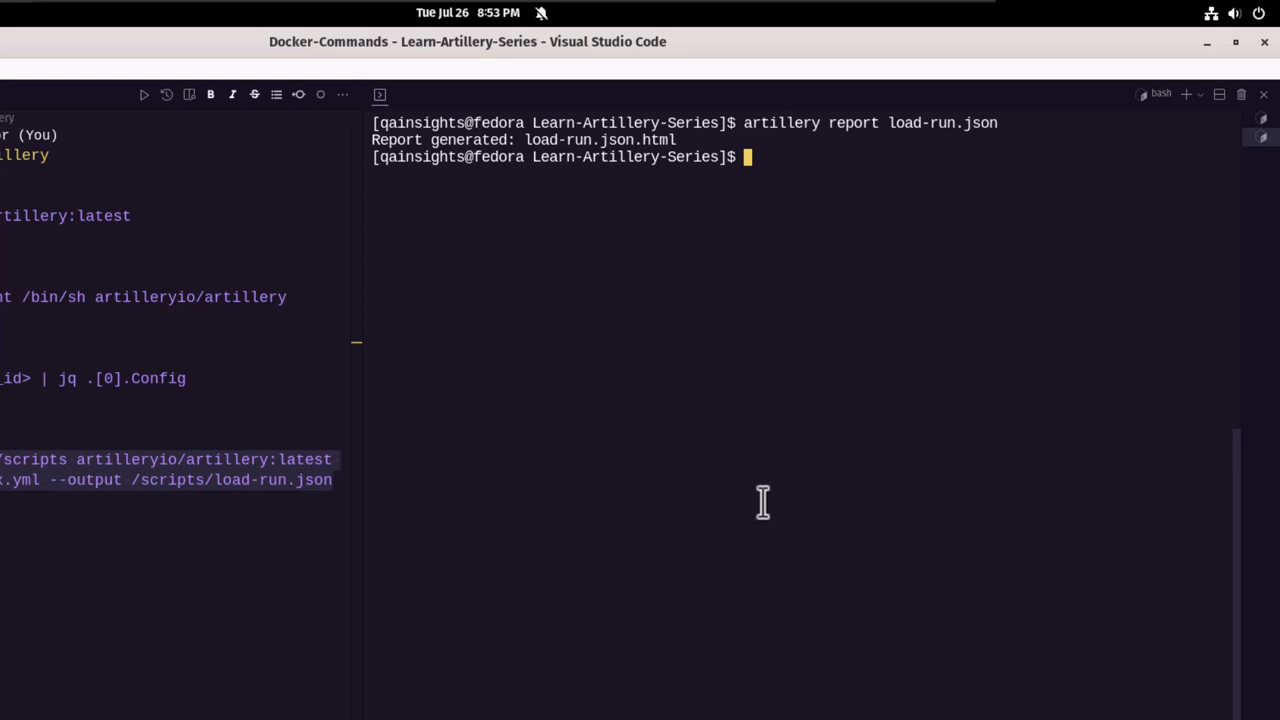 Tue Jul 26 8:53 PM
Docker-Commands - Learn-Artillery-Series - Visual Studio Code
B I S ...
bash
ery
r (You)
illery
rtillery:latest
nt /bin/sh artilleryio/artillery
_id> | jq .[0].Config
/scripts artilleryio/artillery:latest
x.yml --output /scripts/load-run.json
[qainsights@fedora Learn-Artillery-Series]$ artillery report load-run.json
Report generated: load-run.json.html
[qainsights@fedora Learn-Artillery-Series]$